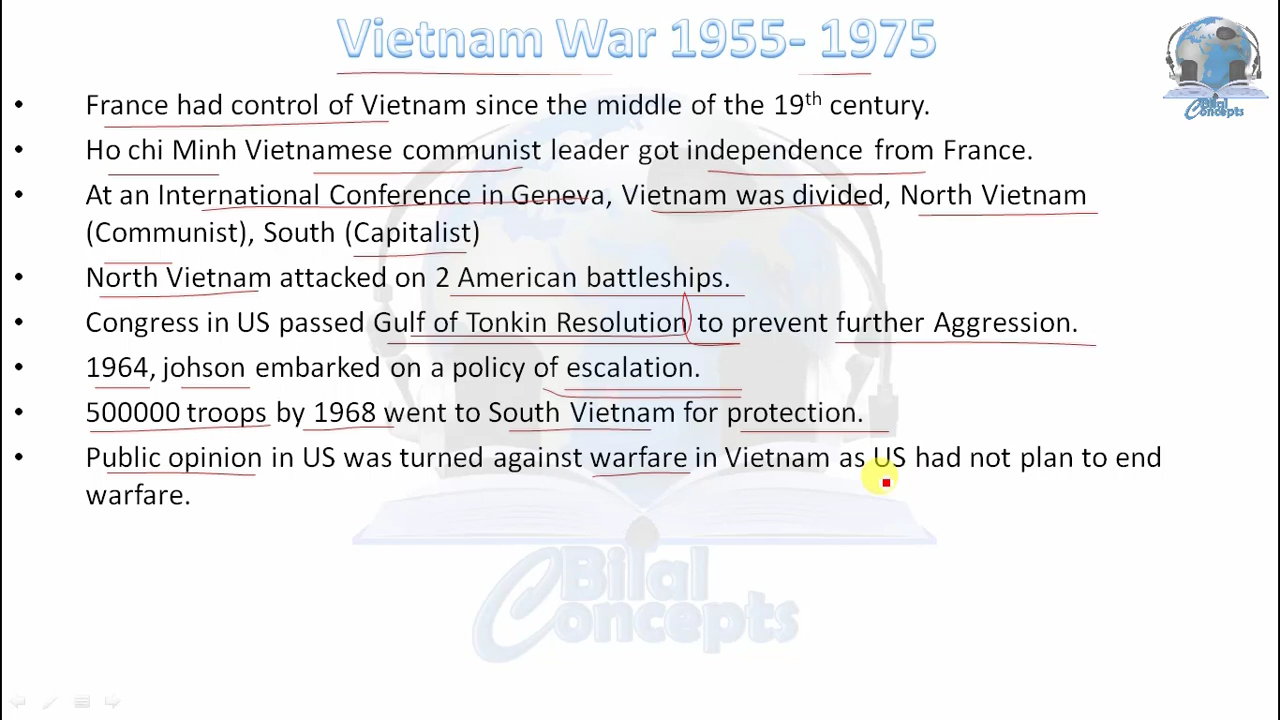 Vietnam War 1955- 1975
• France had control of Vietnam since the middle of the 19th century.
• Ho chi Minh Vietnamese communist leader got independence from France.
• At an International Conference in Geneva, Vietnam was divided, North Vietnam
(Communist), South (Capitalist)
• North Vietnam attacked on 2 American battleships.
• Congress in US passed Gulf of Tonkin Resolution to prevent further Aggression.
• 1964, johson embarked on a policy of escalation.
• 500000 troops by 1968 went to South Vietnam for protection.
• Public opinion in US was turned against warfare in Vietnam as US had not plan to end
warfare.
Bilal
Concepts
Bilal
Concepts